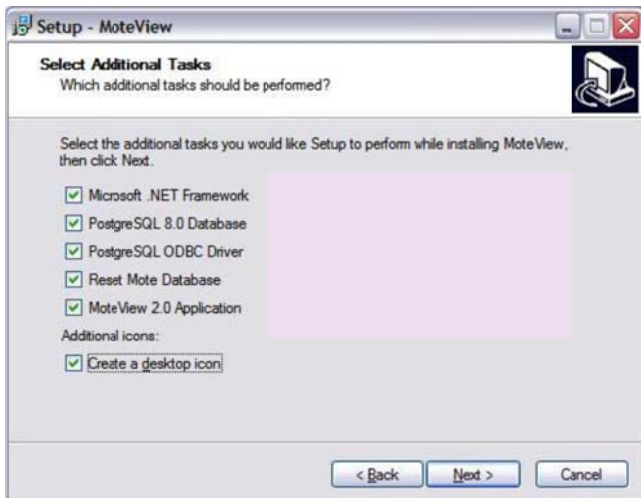 Setup - MoteView
Select Additional Tasks
Which additional tasks should be performed?
Select the additional tasks you would like Setup to perform while installing MoteView,
then click Next.
Microsoft .NET Framework
PostgreSQL 8.0 Database
PostgreSQL ODBC Driver
Reset Mote Database
MoteView 2.0 Application
Additional icons:
Create a desktop icon
< Back Next > Cancel